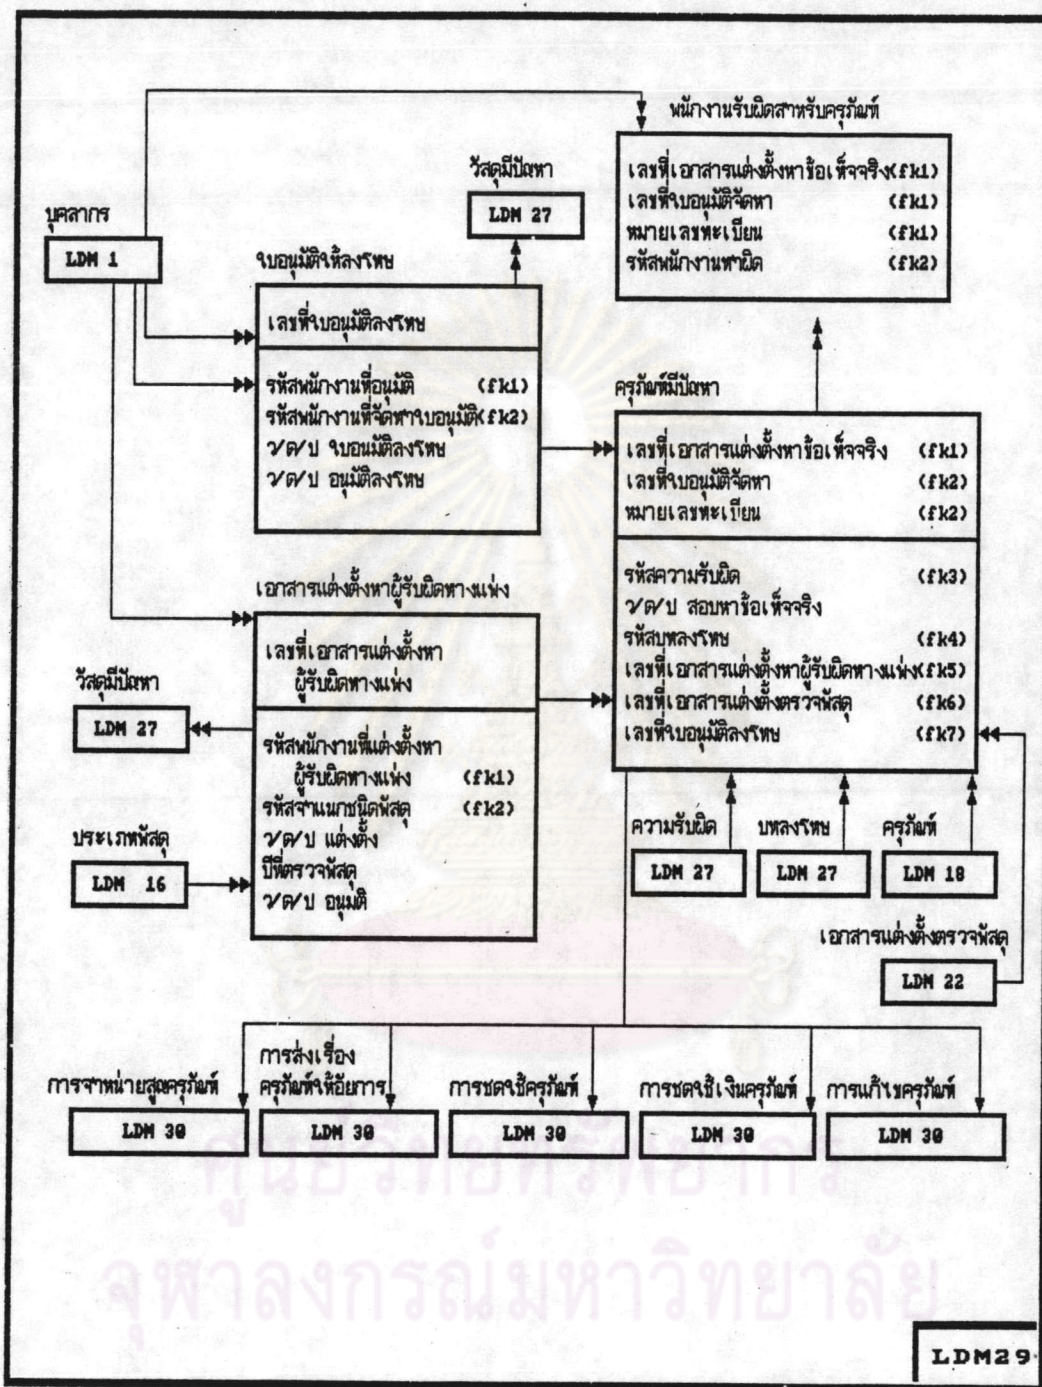 พนักงานรับผิดสำหรับครุภัณฑ์
เลขที่เอกสารแต่งตั้งหาข้อเท็จจริง(fk1)
เลขที่ใบอนุมัติจัดหา (fk1)
หมายเลขทะเบียน (fk1)
รหัสพนักงานทำผิด (fk2)
วัสดุมีปัญหา
LDM 27
บุคลากร
LDM 1
ใบอนุมัติให้ลงโทษ
เลขที่ใบอนุมัติลงโทษ
รหัสพนักงานที่อนุมัติ (fk1)
รหัสพนักงานที่จัดทำใบอนุมัติ(fk2)
ว/ด/ป ใบอนุมัติลงโทษ
ว/ด/ป อนุมัติลงโทษ
ครุภัณฑ์มีปัญหา
เลขที่เอกสารแต่งตั้งหาข้อเท็จจริง (fk1)
เลขที่ใบอนุมัติจัดหา (fk2)
หมายเลขทะเบียน (fk2)
รหัสความรับผิด (fk3)
ว/ด/ป สอบหาข้อเท็จจริง
รหัสบทลงโทษ (fk4)
เลขที่เอกสารแต่งตั้งหาผู้รับผิดทางแพ่ง(fk5)
เลขที่เอกสารแต่งตั้งตรวจพัสดุ (fk6)
เลขที่ใบอนุมัติลงโทษ (fk7)
เอกสารแต่งตั้งหาผู้รับผิดทางแพ่ง
เลขที่เอกสารแต่งตั้งหา
ผู้รับผิดทางแพ่ง
รหัสพนักงานที่แต่งตั้งหา
ผู้รับผิดทางแพ่ง (fk1)
รหัสจำแนกชนิดพัสดุ (fk2)
ว/ด/ป แต่งตั้ง
ปีที่ตรวจพัสดุ
ว/ด/ป อนุมติ
วัสดุมีปัญหา
LDM 27
ประเภทพัสดุ
LDM 16
ความรับผิด
LDM 27
บทลงโทษ
LDM 27
ครุภัณฑ์
LDM 18
เอกสารแต่งตั้งตรวจพัสดุ
LDM 22
การจำหน่ายสูญครุภัณฑ์
LDM 30
การส่งเรื่อง
ครุภัณฑ์ให้อัยการ
LDM 30
การชดใช้ครุภัณฑ์
LDM 30
การชดใช้เงินครุภัณฑ์
LDM 30
การแก้ไขครุภัณฑ์
LDM 30
ศูนย์วิทยทรัพยากร
จุฬาลงกรณ์มหาวิทยาลัย
LDM29